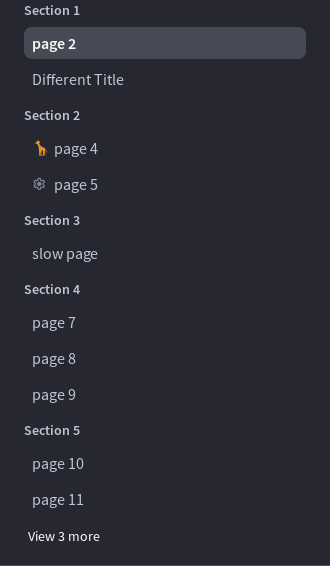 Section 1
page 2
Different Title
Section 2
🦒 page 4
⚙ page 5
Section 3
slow page
Section 4
page 7
page 8
page 9
Section 5
page 10
page 11
View 3 more